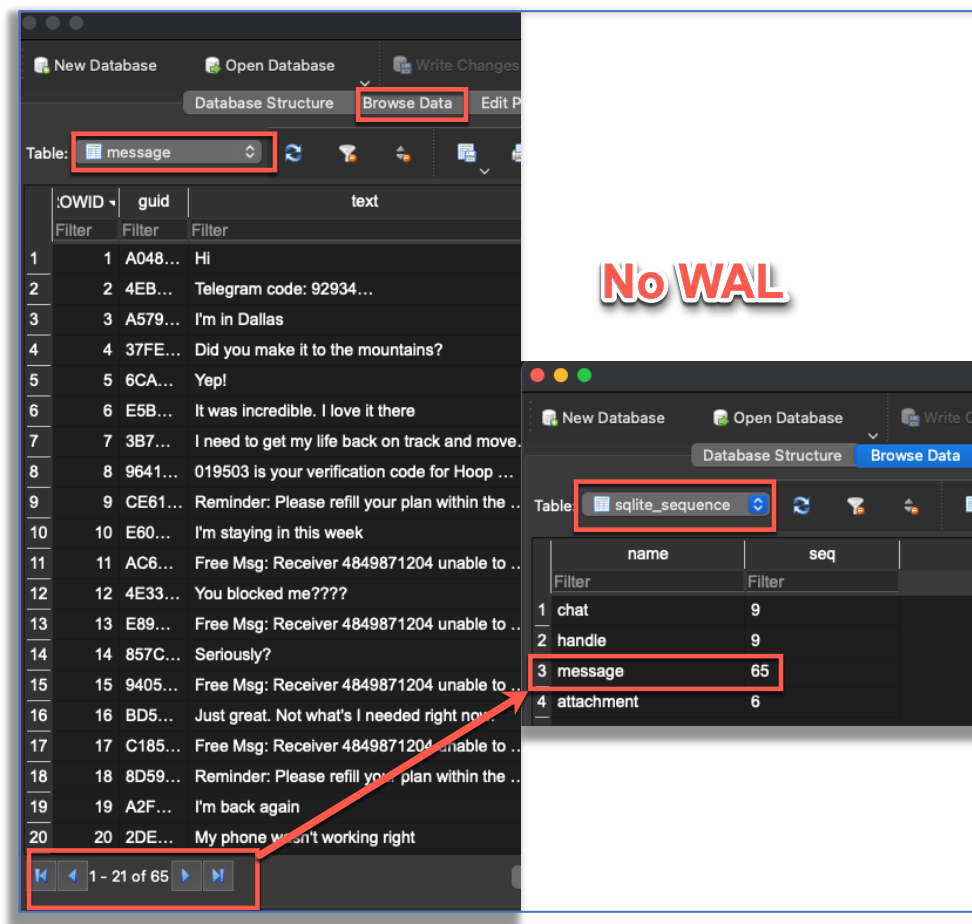 New Database Open Database Write Changes
Database Structure Browse Data Edit P
Table: message
:OWID guid text
Filter Filter Filter
1 1 A048... Hi
2 2 4EB... Telegram code: 92934...
3 3 A579... I'm in Dallas
4 4 37FE... Did you make it to the mountains?
5 5 6CA... Yep!
6 6 E5B... It was incredible. I love it there
7 7 3B7... I need to get my life back on track and move.
8 8 9641... 019503 is your verification code for Hoop ...
9 9 CE61... Reminder: Please refill your plan within the ..
10 10 E60... I'm staying in this week
11 11 AC6... Free Msg: Receiver 4849871204 unable to ..
12 12 4E33... You blocked me????
13 13 E89... Free Msg: Receiver 4849871204 unable to ..
14 14 857C... Seriously?
15 15 9405... Free Msg: Receiver 4849871204 unable to ..
16 16 BD5... Just great. Not what's I needed right now.
17 17 C185... Free Msg: Receiver 4849871204 unable to ..
18 18 8D59... Reminder: Please refill your plan within the ..
19 19 A2F... I'm back again
20 20 2DE... My phone wasn't working right
1 - 21 of 65
No WAL
New Database Open Database Write
Database Structure Browse Data
Table: sqlite_sequence
name seq
Filter Filter
1 chat 9
2 handle 9
3 message 65
4 attachment 6